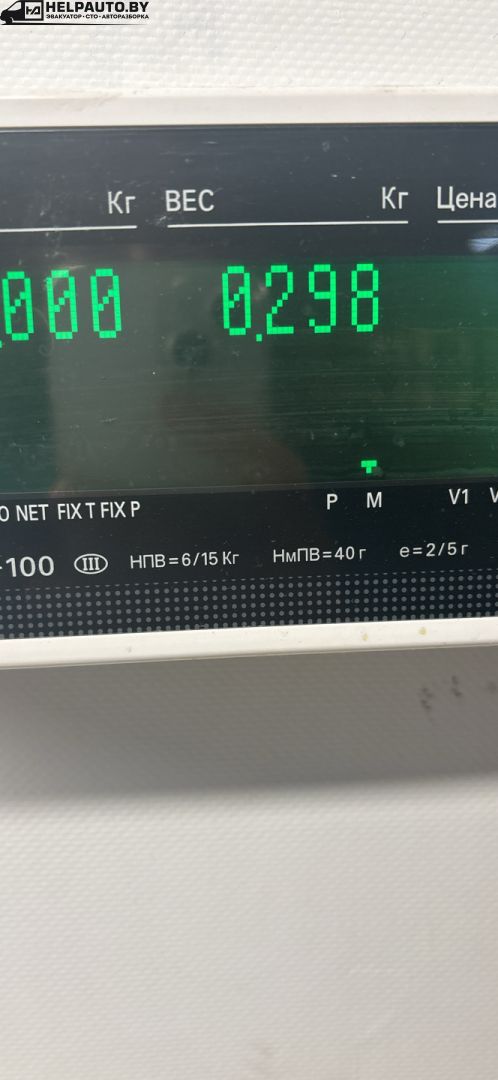 HELPAUTO.BY
ЭВАКУАТОР · СТО · АВТОРАЗБОРКА
Кг ВЕС Кг Цена
.000 0.298
O NET FIX T FIX P P M V1 V
-100 III НПВ=6/15 Кг НмПВ=40 г e=2/5 г